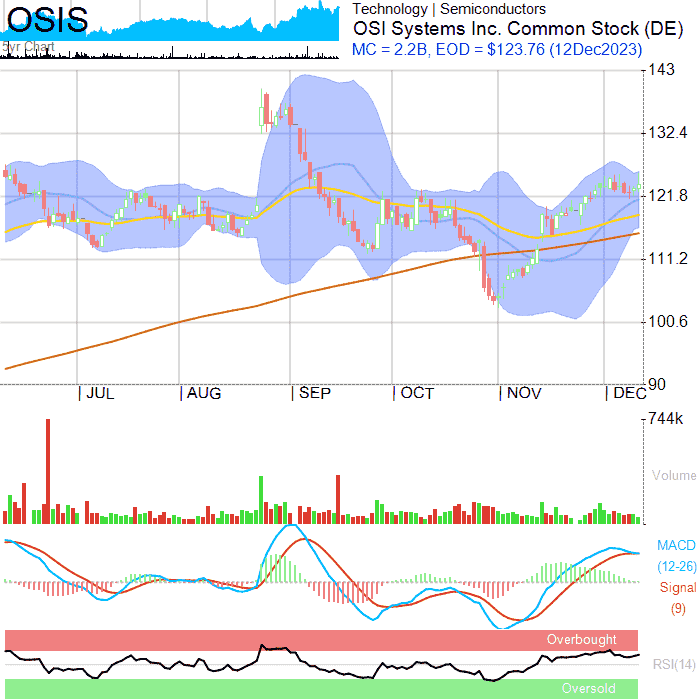 OSIS
5yr Chart
Technology | Semiconductors
OSI Systems Inc. Common Stock (DE)
MC = 2.2B, EOD = $123.76 (12Dec2023)
143
132.4
121.8
111.2
100.6
90
JUL AUG SEP OCT NOV DEC
744k
Volume
MACD
(12-26)
Signal
(9)
Overbought
RSI(14)
Oversold